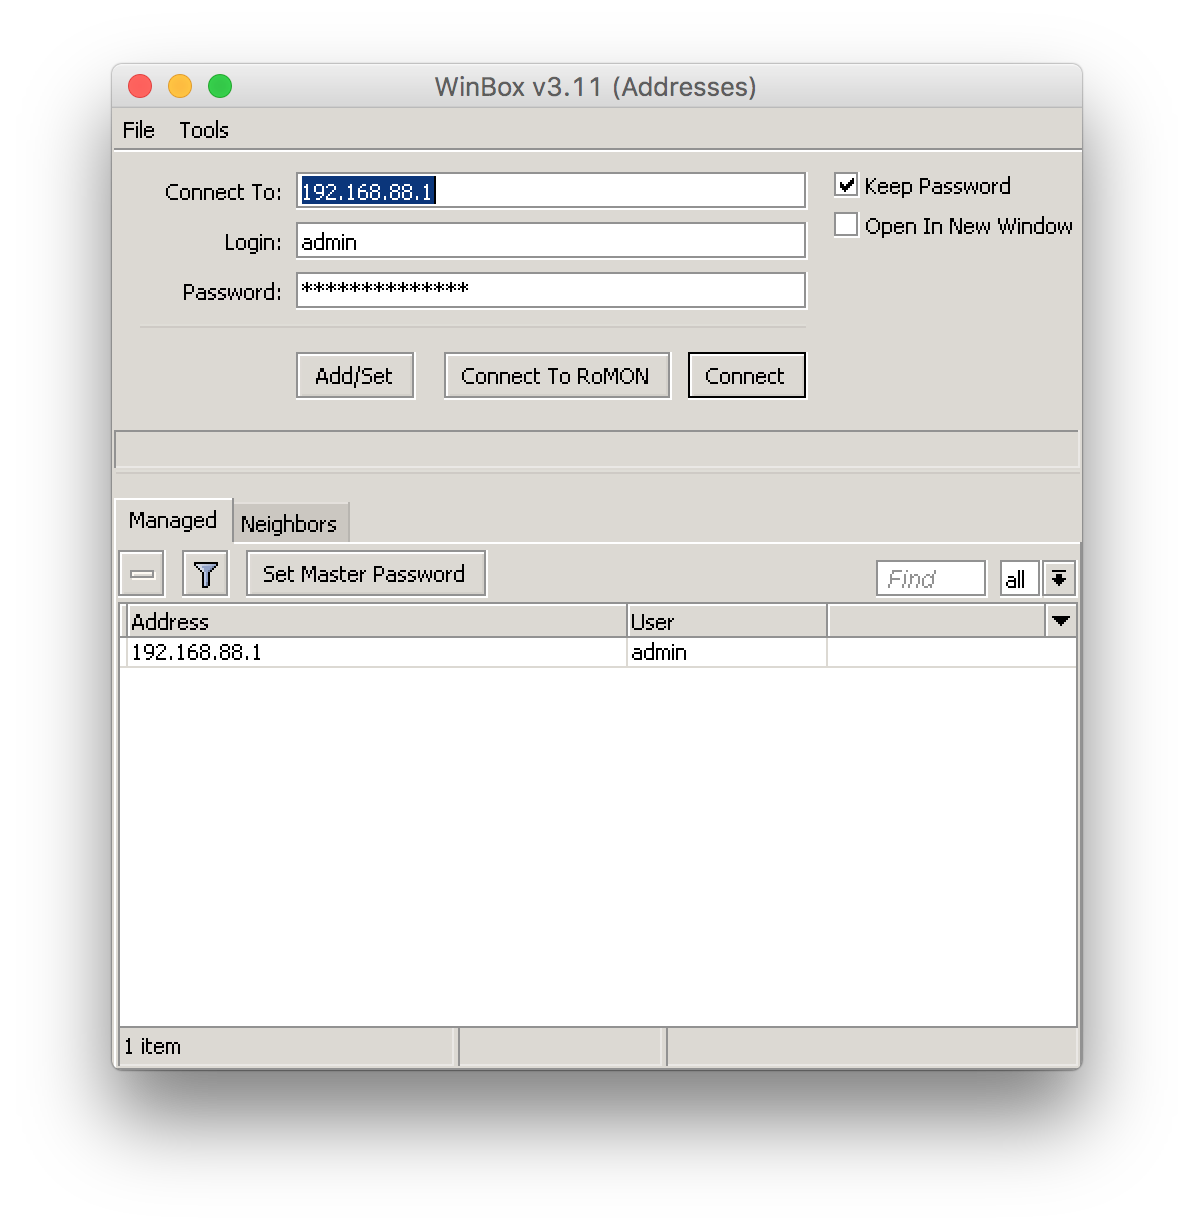 WinBox v3.11 (Addresses)
File Tools
Connect To: 192.168.88.1
Keep Password
Login: admin
Open In New Window
Password: **************
Add/Set Connect To RoMON Connect
Managed Neighbors
Set Master Password Find all
Address User
192.168.88.1 admin
1 item